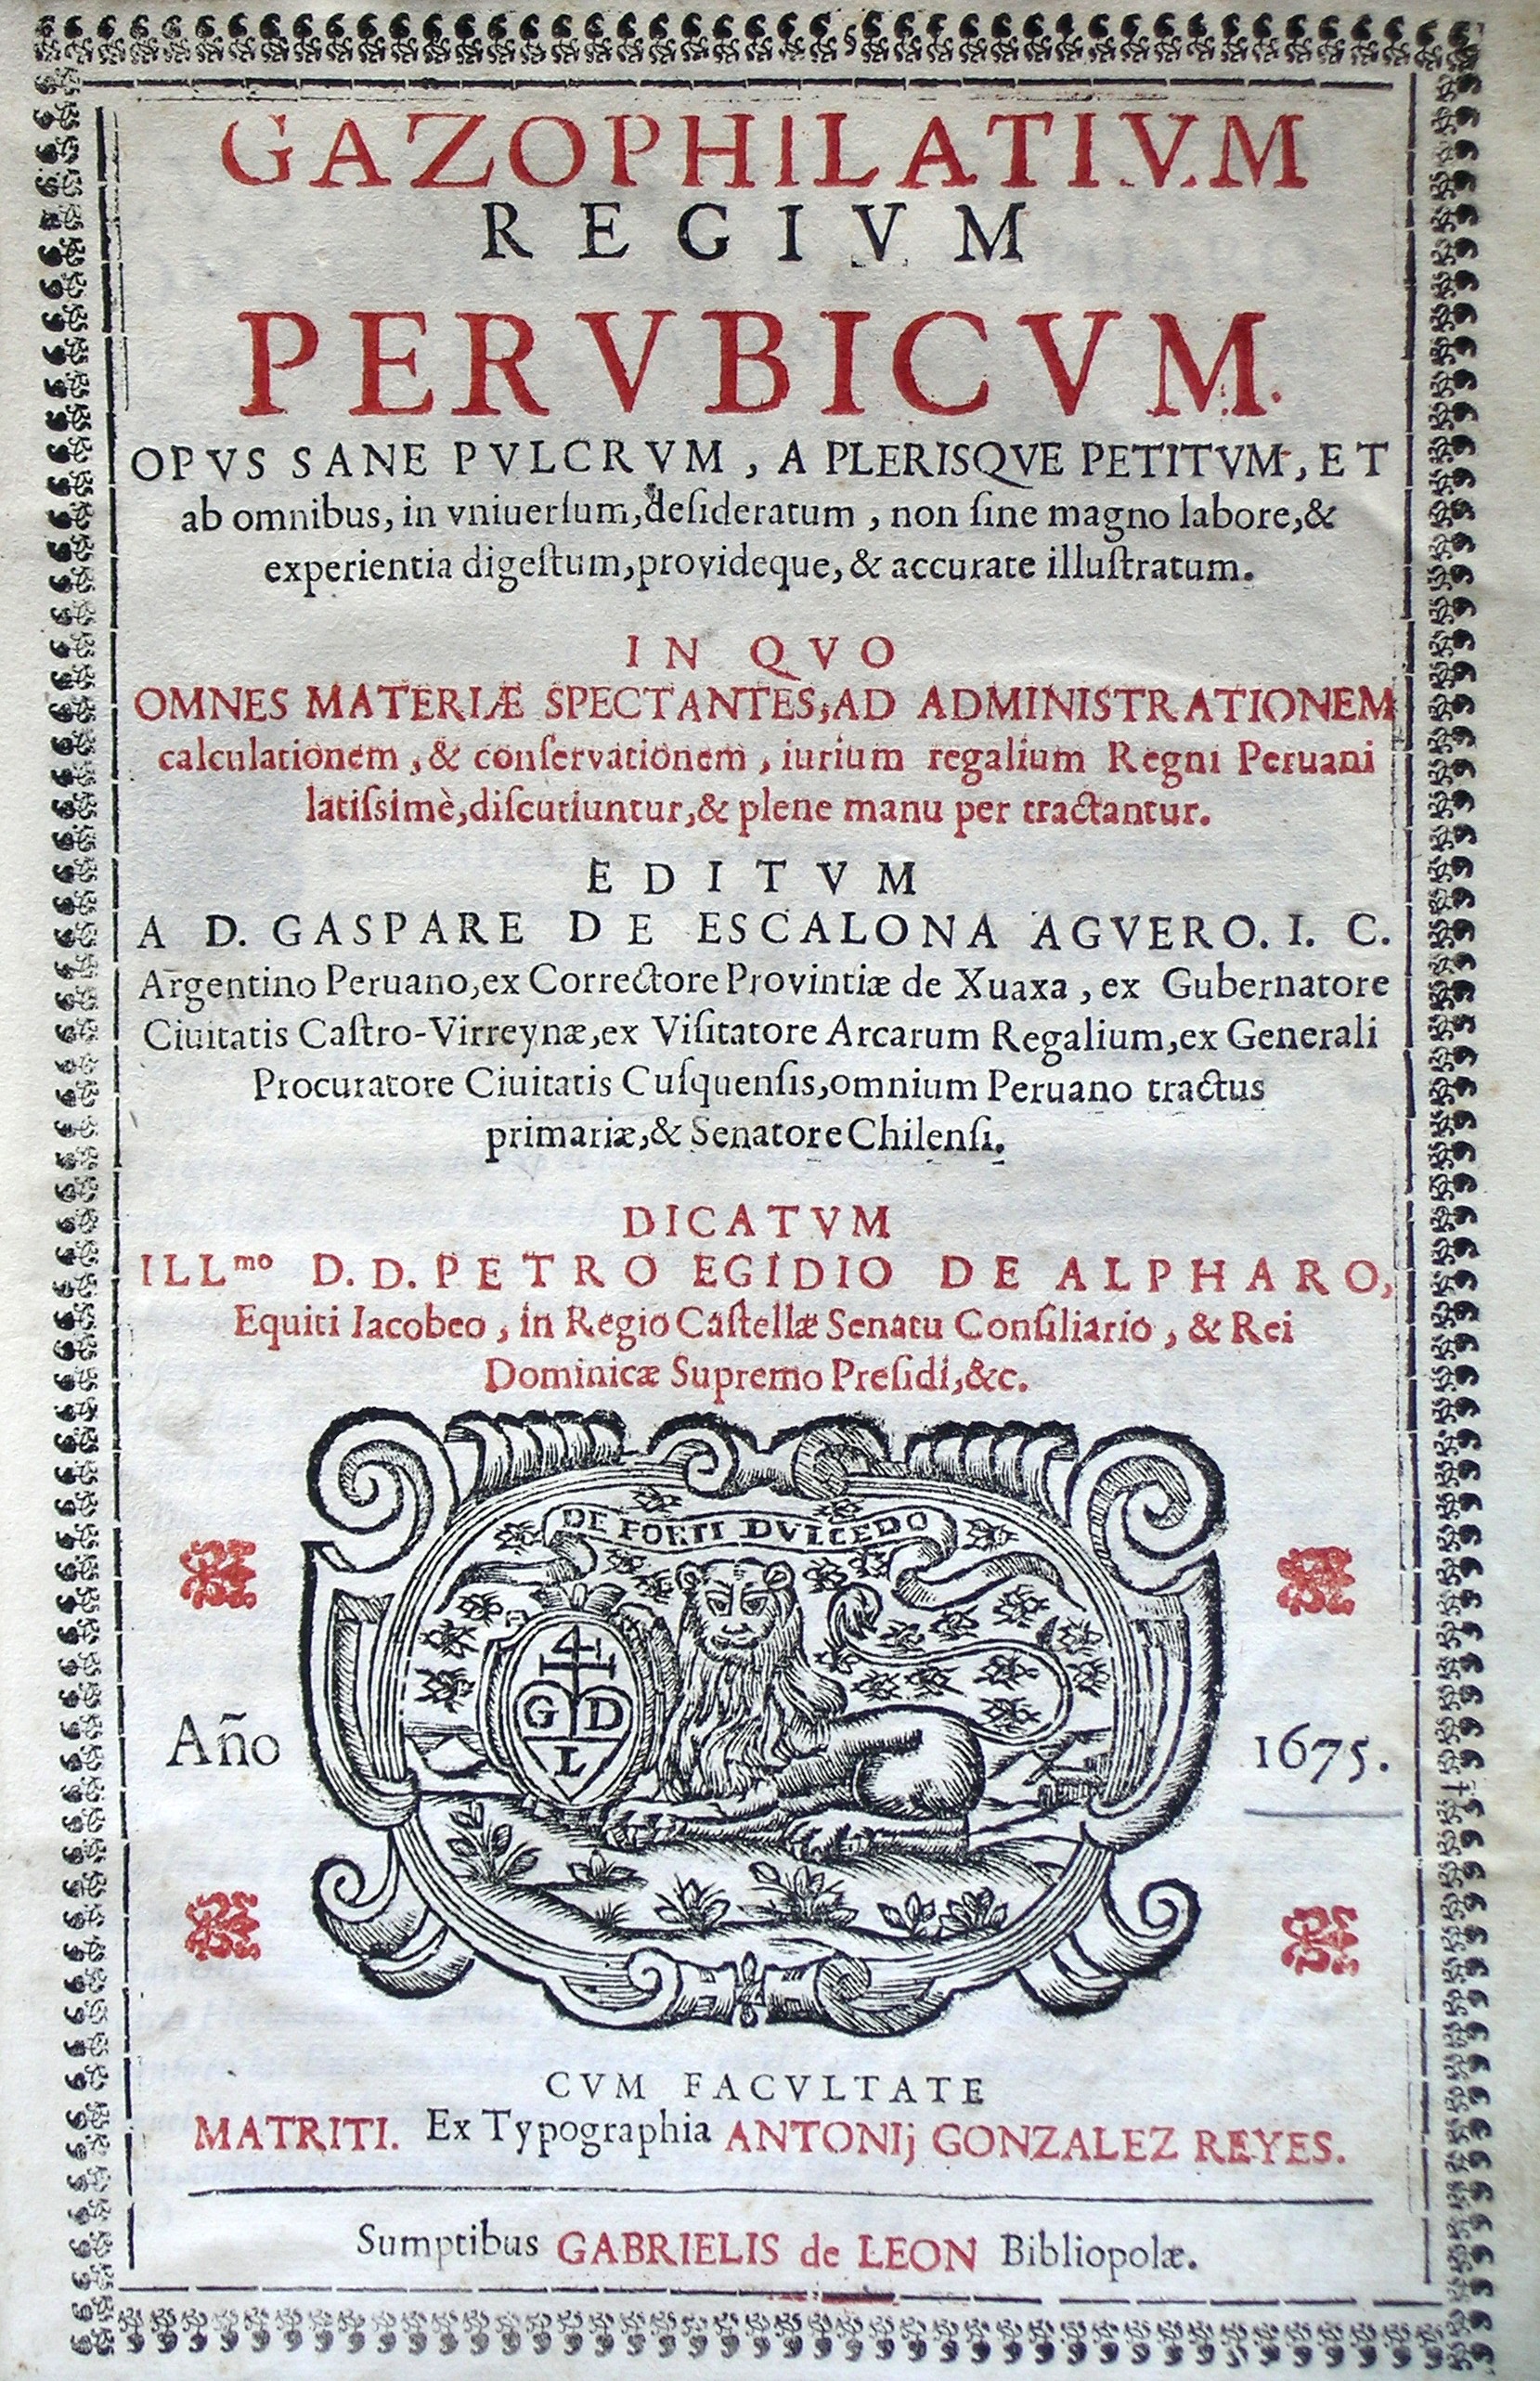 GAZOPHILATIVM
REGIVM
PERVBICVM.
OPVS SANE PVLCRVM, A PLERISQVE PETITVM, ET
ab omnibus, in vniuerſum, deſideratum, non ſine magno labore, &
experientia digeſtum, provideque, & accurate illuſtratum.
IN QVO
OMNES MATERIÆ SPECTANTES, AD ADMINISTRATIONEM
calculationem, & conſervationem, iurium regalium Regni Peruani
latiſsimè, diſcutiuntur, & plene manu per tractantur.
EDITVM
A D. GASPARE DE ESCALONA AGVERO. I. C.
Argentino Peruano, ex Correctore Provintiæ de Xuaxa, ex Gubernatore
Ciuitatis Caſtro-Virreynæ, ex Viſitatore Arcarum Regalium, ex Generali
Procuratore Ciuitatis Cuſquenſis, omnium Peruano tractus
primariæ, & Senatore Chilenſi.
DICATVM
ILLmo D. D. PETRO EGIDIO DE ALPHARO,
Equiti Iacobeo, in Regio Caſtellæ Senatu Conſiliario, & Rei
Dominicæ Supremo Preſidi, &c.
DE FORTI DVLCEDO
4
G D
L
Año 1675.
CVM FACVLTATE
MATRITI. Ex Typographia ANTONIj GONZALEZ REYES.
Sumptibus GABRIELIS de LEON Bibliopolæ.